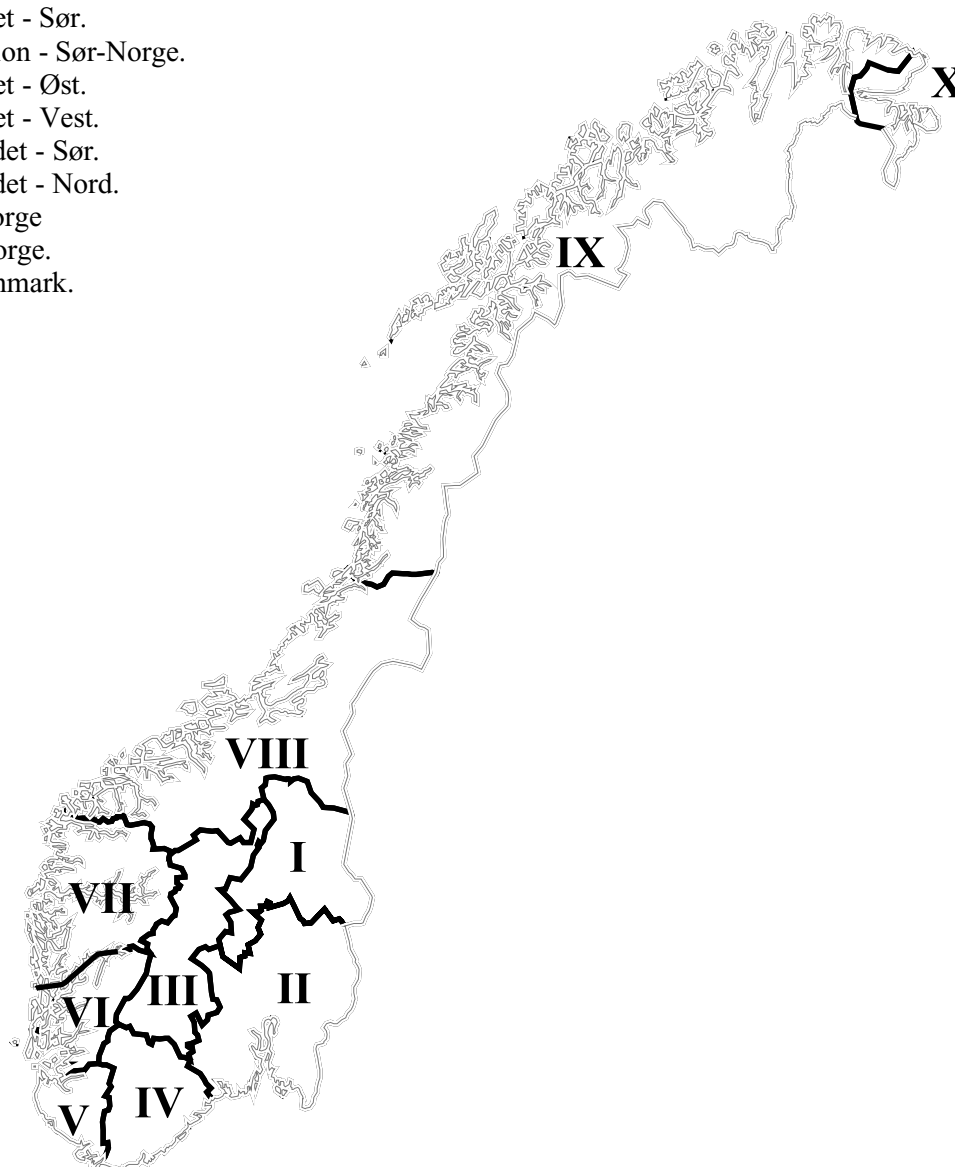 et - Sør.
on - Sør-Norge.
et - Øst.
et - Vest.
det - Sør.
det - Nord.
orge
orge.
nmark.
X
IX
VIII
I
VII
III
II
VI
IV
V